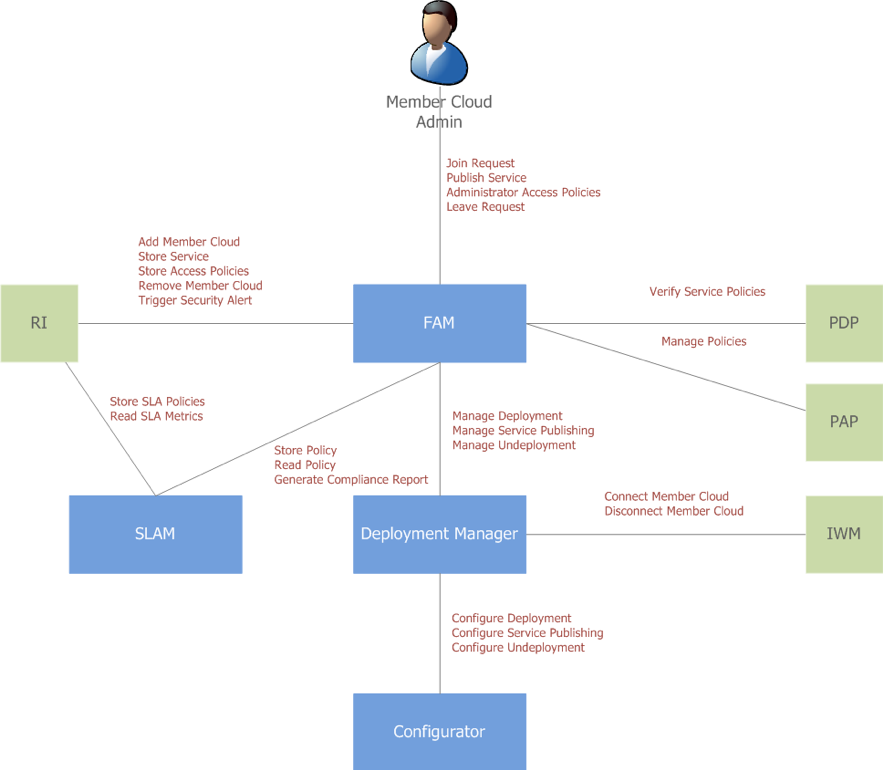 Member Cloud
Admin
Join Request
Publish Service
Administrator Access Policies
Leave Request
Add Member Cloud
Store Service
Store Access Policies
Remove Member Cloud
Trigger Security Alert
RI
FAM
Verify Service Policies
PDP
Manage Policies
PAP
Store SLA Policies
Read SLA Metrics
Store Policy
Read Policy
Generate Compliance Report
Manage Deployment
Manage Service Publishing
Manage Undeployment
SLAM
Deployment Manager
Connect Member Cloud
Disconnect Member Cloud
IWM
Configure Deployment
Configure Service Publishing
Configure Undeployment
Configurator